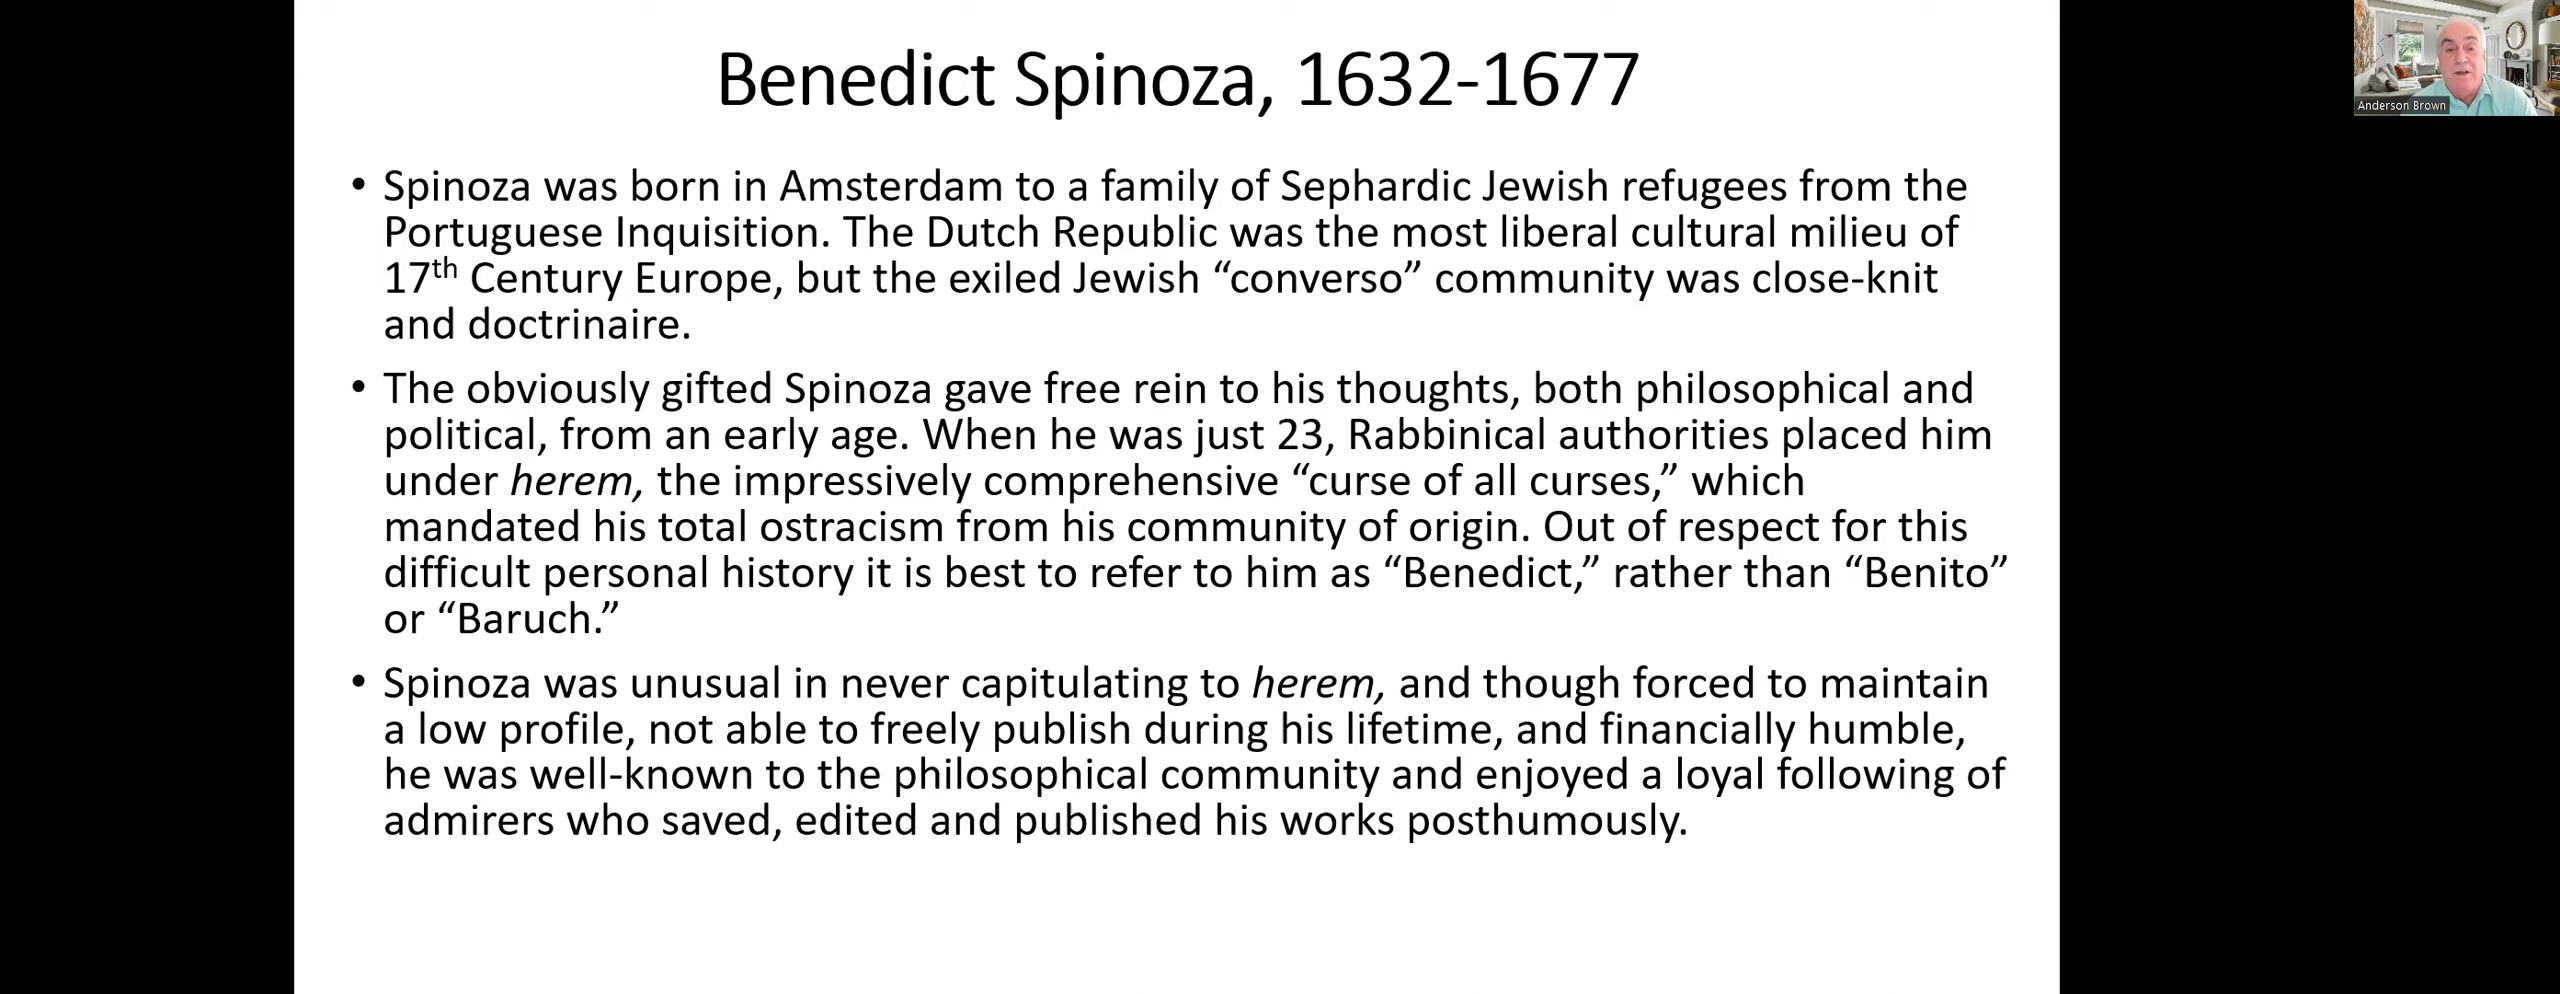 Benedict Spinoza, 1632-1677
Anderson Brown
• Spinoza was born in Amsterdam to a family of Sephardic Jewish refugees from the
Portuguese Inquisition. The Dutch Republic was the most liberal cultural milieu of
17th Century Europe, but the exiled Jewish “converso” community was close-knit
and doctrinaire.
• The obviously gifted Spinoza gave free rein to his thoughts, both philosophical and
political, from an early age. When he was just 23, Rabbinical authorities placed him
under herem, the impressively comprehensive “curse of all curses,” which
mandated his total ostracism from his community of origin. Out of respect for this
difficult personal history it is best to refer to him as “Benedict,” rather than “Benito”
or “Baruch.”
• Spinoza was unusual in never capitulating to herem, and though forced to maintain
a low profile, not able to freely publish during his lifetime, and financially humble,
he was well-known to the philosophical community and enjoyed a loyal following of
admirers who saved, edited and published his works posthumously.